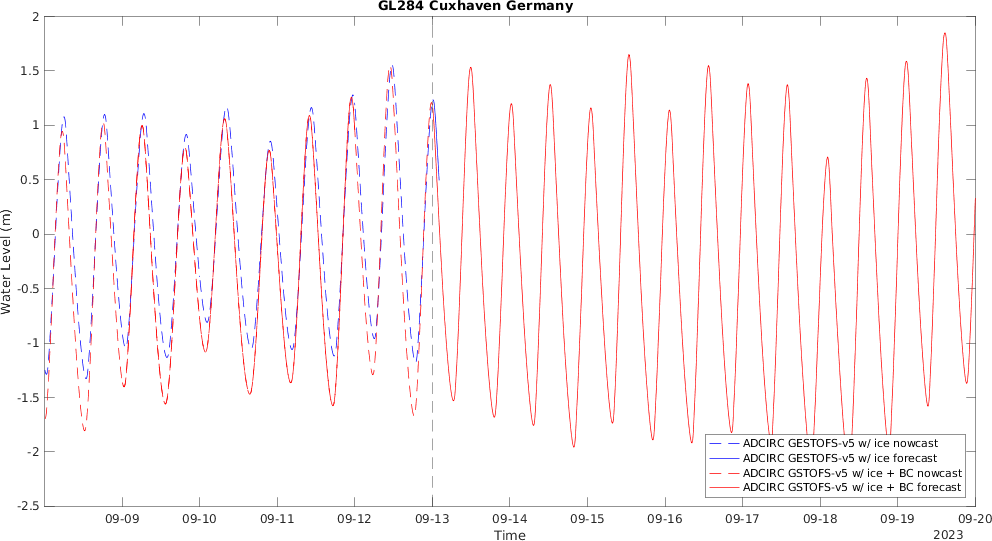 GL284 Cuxhaven Germany
2
1.5
1
0.5
0
-0.5
-1
-1.5
-2
-2.5
Water Level (m)
ADCIRC GESTOFS-v5 w/ ice nowcast
ADCIRC GESTOFS-v5 w/ ice forecast
ADCIRC GSTOFS-v5 w/ ice + BC nowcast
ADCIRC GSTOFS-v5 w/ ice + BC forecast
09-09 09-10 09-11 09-12 09-13 09-14 09-15 09-16 09-17 09-18 09-19 09-20
Time
2023